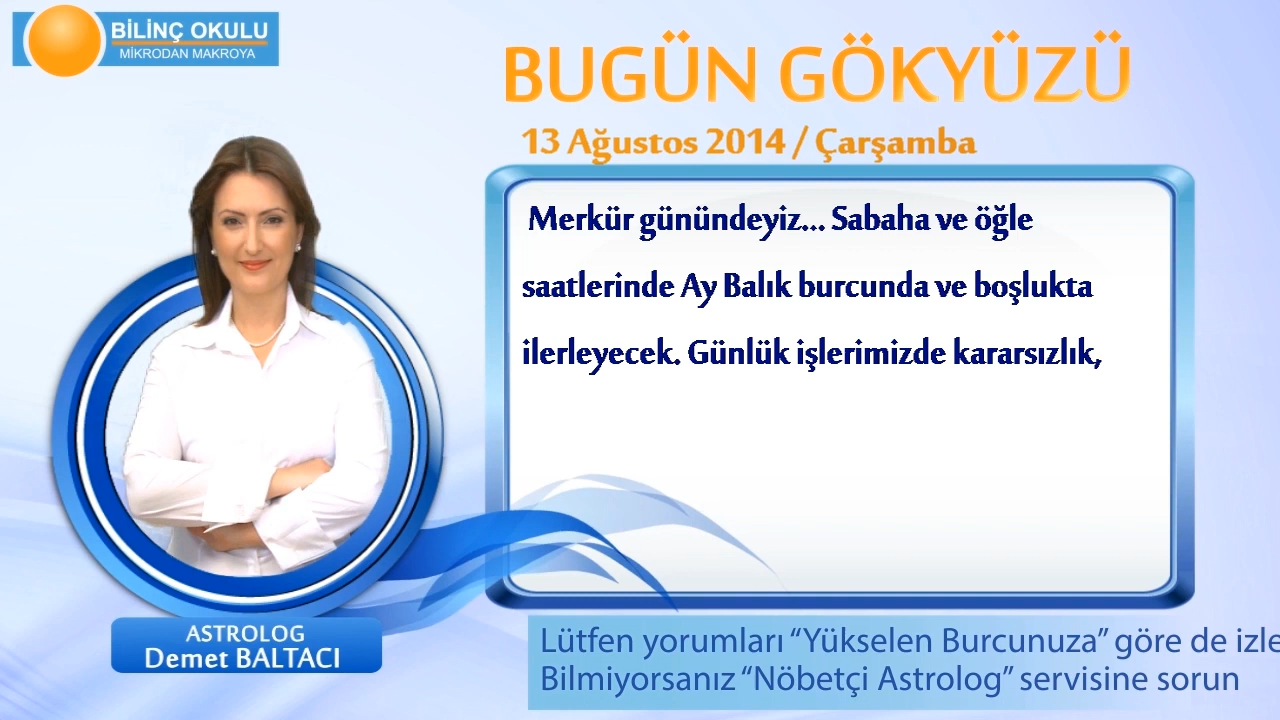 BİLİNÇ OKULU
MİKRODAN MAKROYA
BUGÜN GÖKYÜZÜ
13 Ağustos 2014 / Çarşamba
Merkür günündeyiz... Sabaha ve öğle
saatlerinde Ay Balık burcunda ve boşlukta
ilerleyecek. Günlük işlerimizde kararsızlık,
ASTROLOG
Demet BALTACI
Lütfen yorumları “Yükselen Burcunuza” göre de izle
Bilmiyorsanız “Nöbetçi Astrolog” servisine sorun